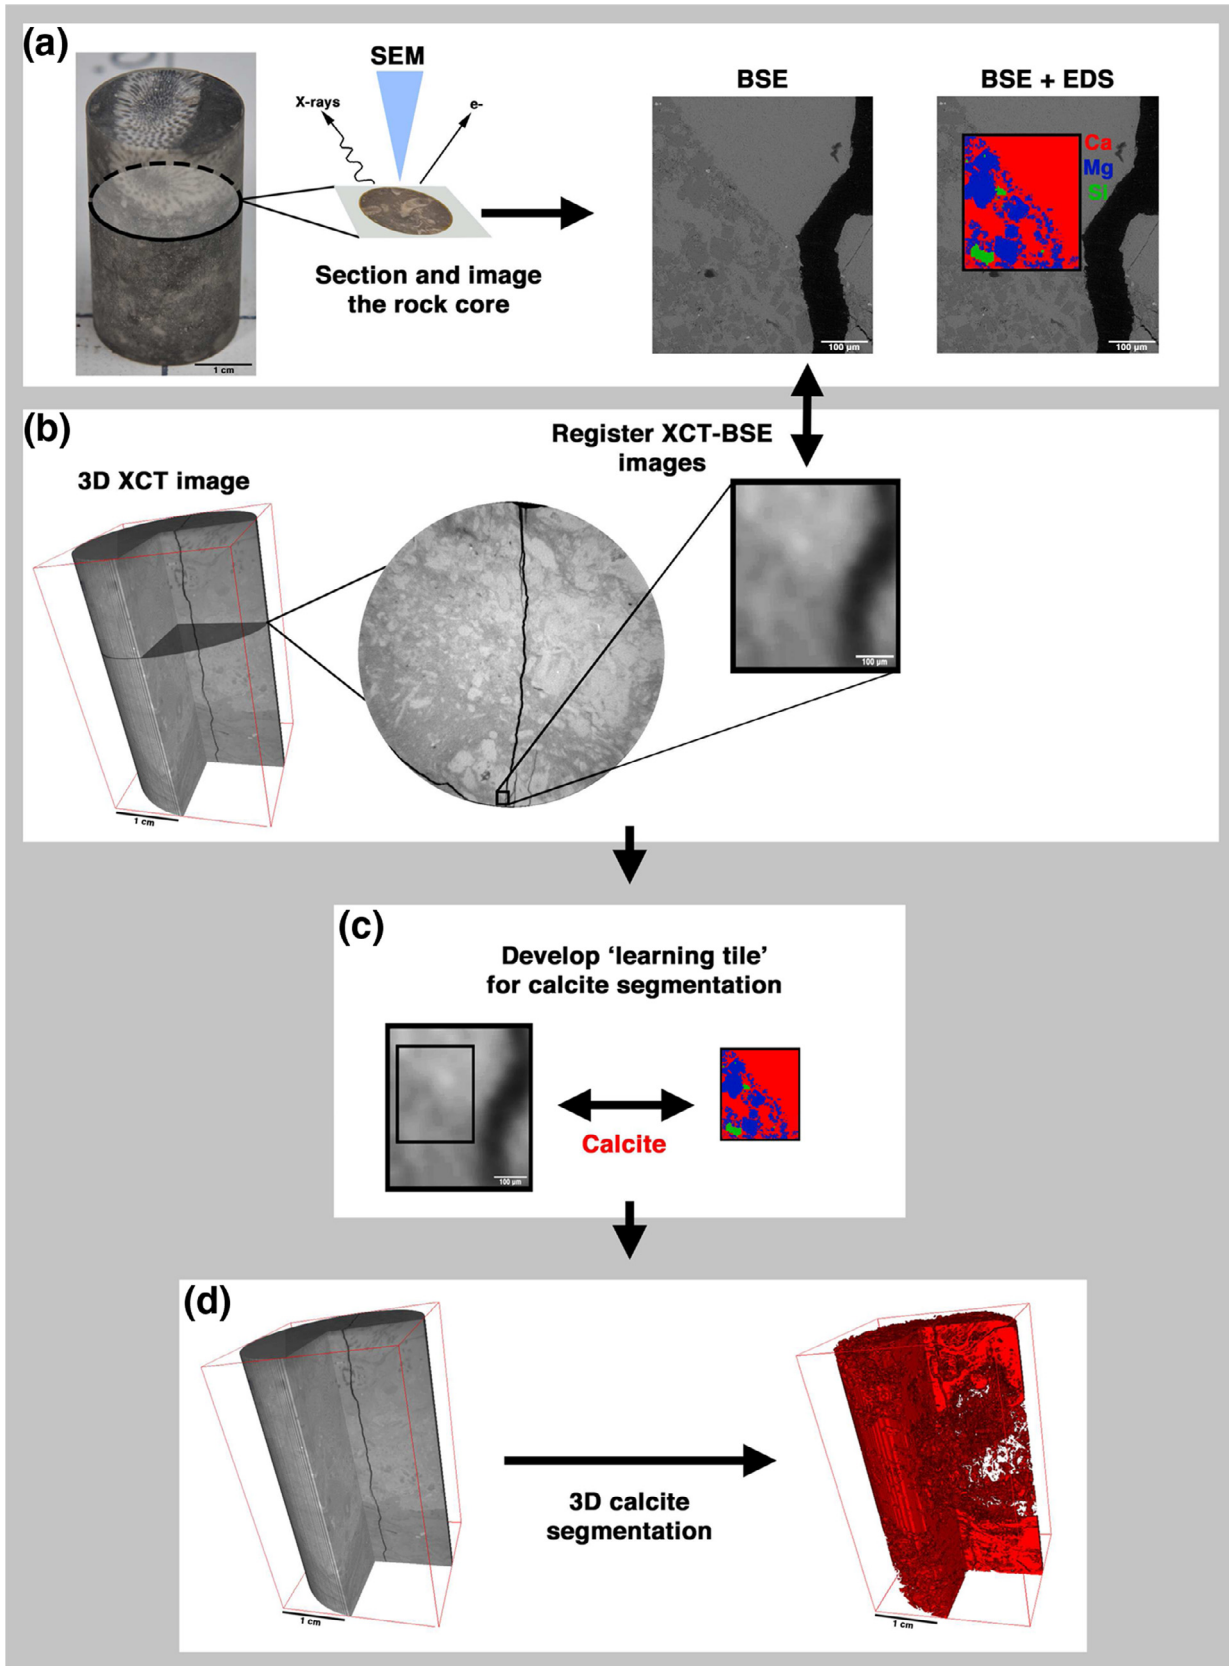 (a)
SEM
X-rays
e-
Section and image
the rock core
1 cm
BSE
100 µm
BSE + EDS
Ca
Mg
Si
100 µm
(b)
3D XCT image
1 cm
Register XCT-BSE
images
100 µm
(c)
Develop ‘learning tile’
for calcite segmentation
100 µm
Calcite
(d)
1 cm
3D calcite
segmentation
1 cm